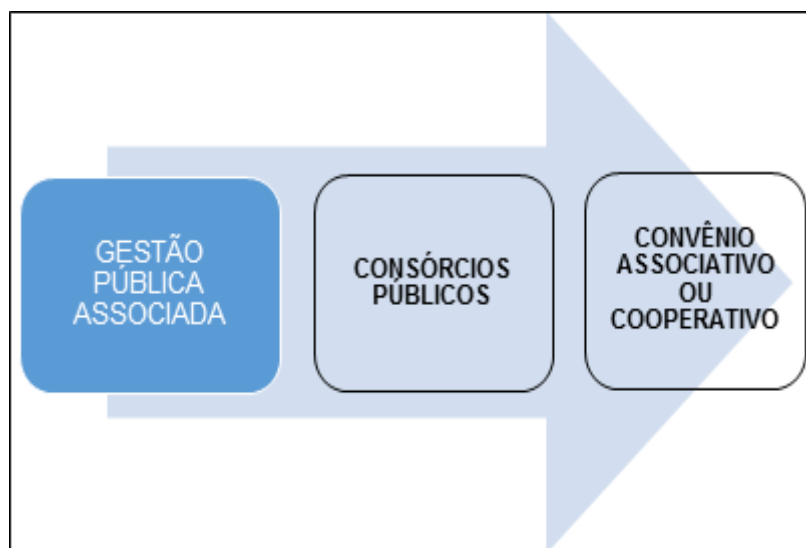 GESTÃO
PÚBLICA
ASSOCIADA
CONSÓRCIOS
PÚBLICOS
CONVÊNIO
ASSOCIATIVO
OU
COOPERATIVO